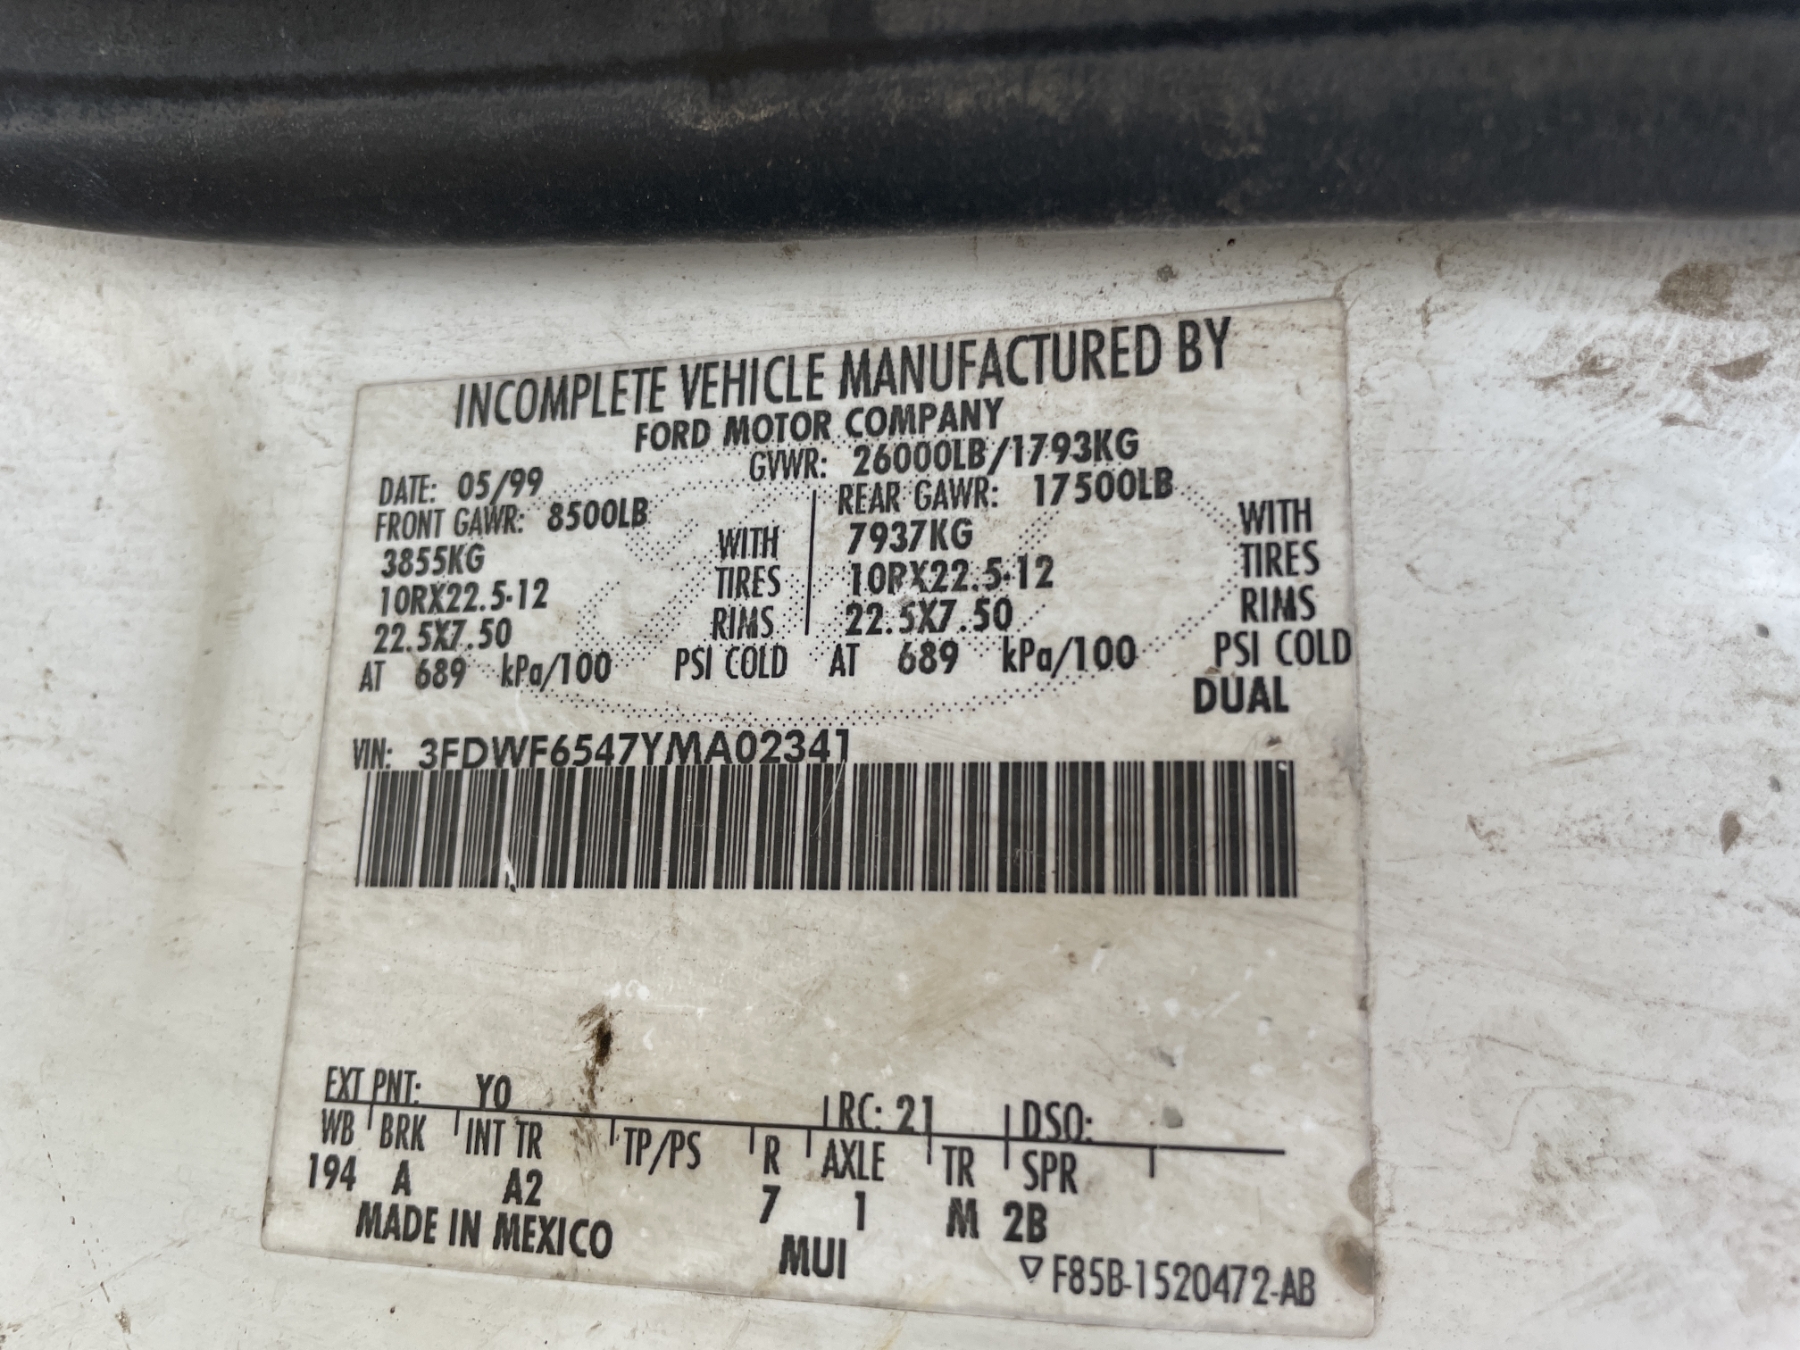 INCOMPLETE VEHICLE MANUFACTURED BY
FORD MOTOR COMPANY
DATE: 05/99 GVWR: 26000LB/1793KG
FRONT GAWR: 8500LB REAR GAWR: 17500LB
3855KG WITH 7937KG WITH
10RX22.5-12 TIRES 10RX22.5-12 TIRES
22.5X7.50 RIMS 22.5X7.50 RIMS
AT 689 kPa/100 PSI COLD AT 689 kPa/100 PSI COLD
DUAL
VIN: 3FDWF6547YMA02341
EXT PNT: YO RC: 21 DSO:
WB BRK INT TR TP/PS R AXLE TR SPR
194 A A2 7 1 M 2B
MADE IN MEXICO MUI F85B-1520472-AB